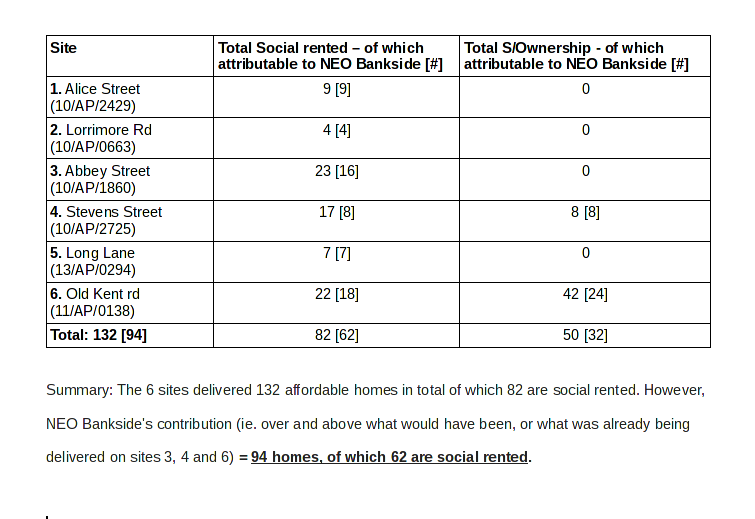 Site Total Social rented – of which attributable to NEO Bankside [#] Total S/Ownership - of which attributable to NEO Bankside [#]
1. Alice Street (10/AP/2429) 9 [9] 0
2. Lorrimore Rd (10/AP/0663) 4 [4] 0
3. Abbey Street (10/AP/1860) 23 [16] 0
4. Stevens Street (10/AP/2725) 17 [8] 8 [8]
5. Long Lane (13/AP/0294) 7 [7] 0
6. Old Kent rd (11/AP/0138) 22 [18] 42 [24]
Total: 132 [94] 82 [62] 50 [32]
Summary: The 6 sites delivered 132 affordable homes in total of which 82 are social rented. However,
NEO Bankside's contribution (ie. over and above what would have been, or what was already being
delivered on sites 3, 4 and 6) = 94 homes, of which 62 are social rented.